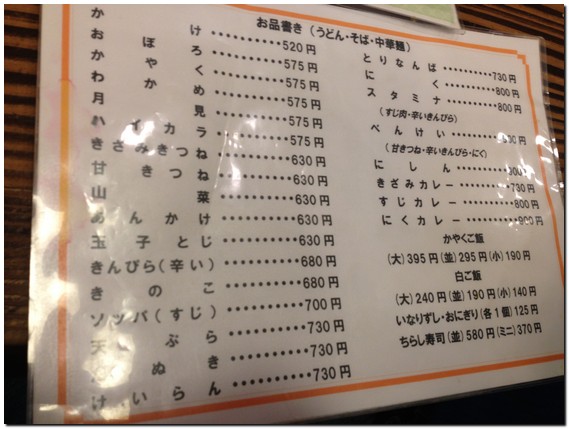 お品書き（うどん・そば・中華麺）
かけ‥‥‥‥‥‥520円
おぼろ‥‥‥‥‥‥575円
かやく‥‥‥‥‥‥575円
わかめ‥‥‥‥‥‥575円
月見‥‥‥‥‥‥575円
ハイカラ‥‥‥‥‥‥575円
きざみきつね‥‥‥‥‥‥630円
甘きつね‥‥‥‥‥‥630円
山菜‥‥‥‥‥‥630円
あんかけ‥‥‥‥‥‥630円
玉子とじ‥‥‥‥‥‥630円
きんぴら（辛い）‥‥‥‥‥680円
きのこ‥‥‥‥‥‥680円
ソッパ（すじ）‥‥‥‥‥700円
天ぷら‥‥‥‥‥‥730円
ぬき‥‥‥‥‥‥730円
けいらん‥‥‥‥‥‥730円
とりなんば‥‥‥‥‥730円
にく‥‥‥‥‥800円
スタミナ‥‥‥‥‥800円
（すじ肉・辛いきんぴら）
べんけい‥‥‥‥‥
（甘きつね・辛いきんぴら・にく）
にしん‥‥‥‥‥
きざみカレー‥‥‥‥‥730円
すじカレー‥‥‥‥‥800円
にくカレー‥‥‥‥‥900円
かやくご飯
（大）395円（並）295円（小）190円
白ご飯
（大）240円（並）190円（小）140円
いなりずし・おにぎり（各1個）125円
ちらし寿司（並）580円（ミニ）370円